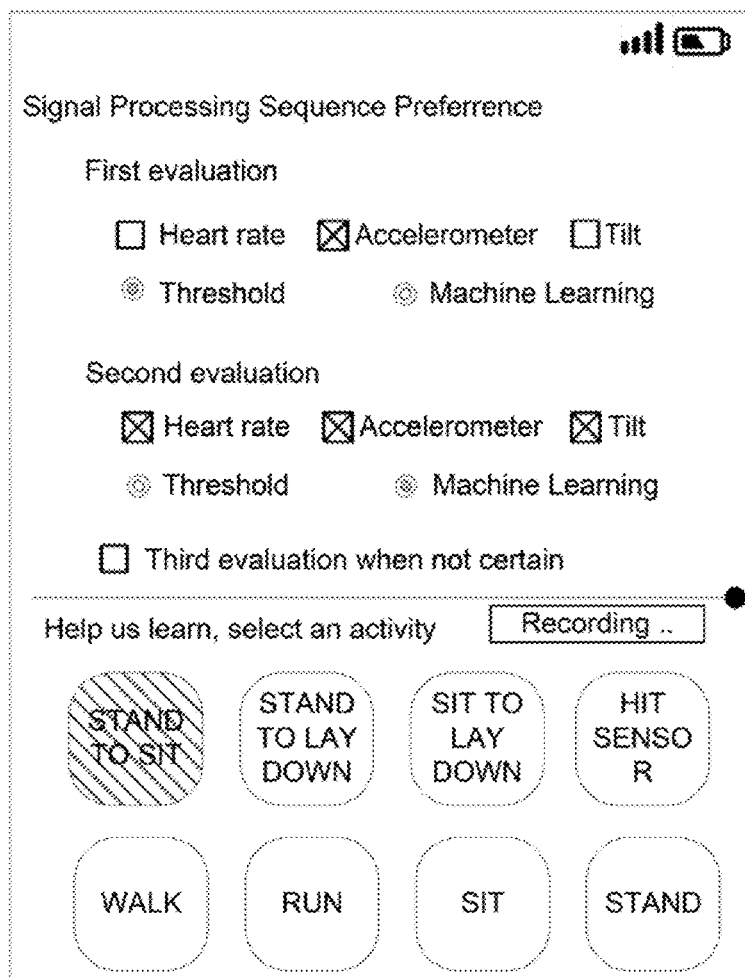 Signal Processing Sequence Preferrence
First evaluation
Heart rate Accelerometer Tilt
Threshold Machine Learning
Second evaluation
Heart rate Accelerometer Tilt
Threshold Machine Learning
Third evaluation when not certain
Help us learn, select an activity Recording ..
STAND TO SIT
STAND TO LAY DOWN
SIT TO LAY DOWN
HIT SENSO R
WALK RUN SIT STAND